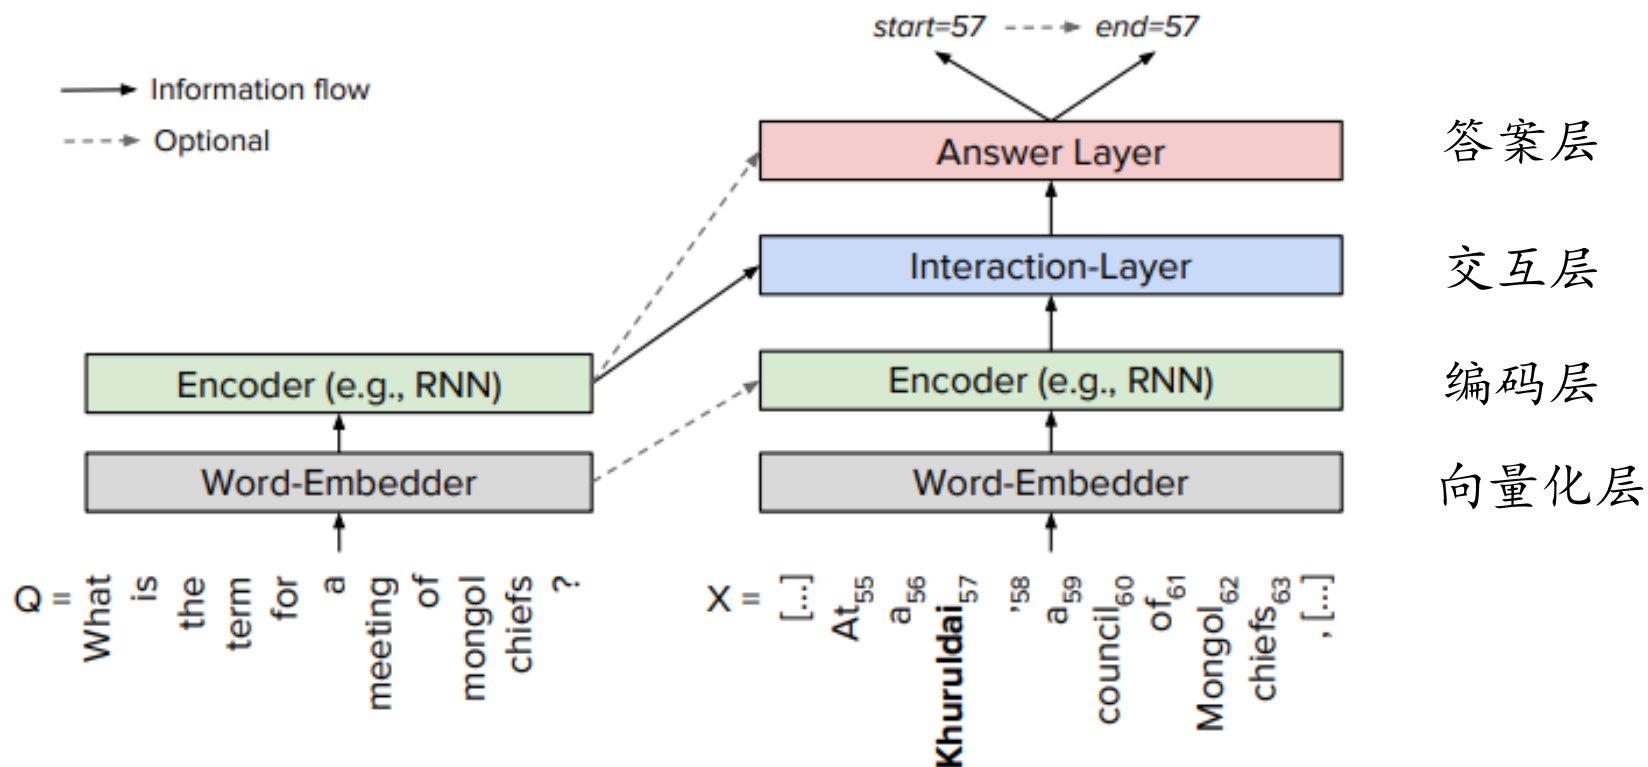 start=57 end=57
Information flow
Optional
Answer Layer 答案层
Interaction-Layer 交互层
Encoder (e.g., RNN) Encoder (e.g., RNN) 编码层
Word-Embedder Word-Embedder 向量化层
Q = What is the term for a meeting of mongol chiefs ?
X = [...] At55 a56 Khuruldai57 ,58 a59 council60 of61 Mongol62 chiefs63 , [...]